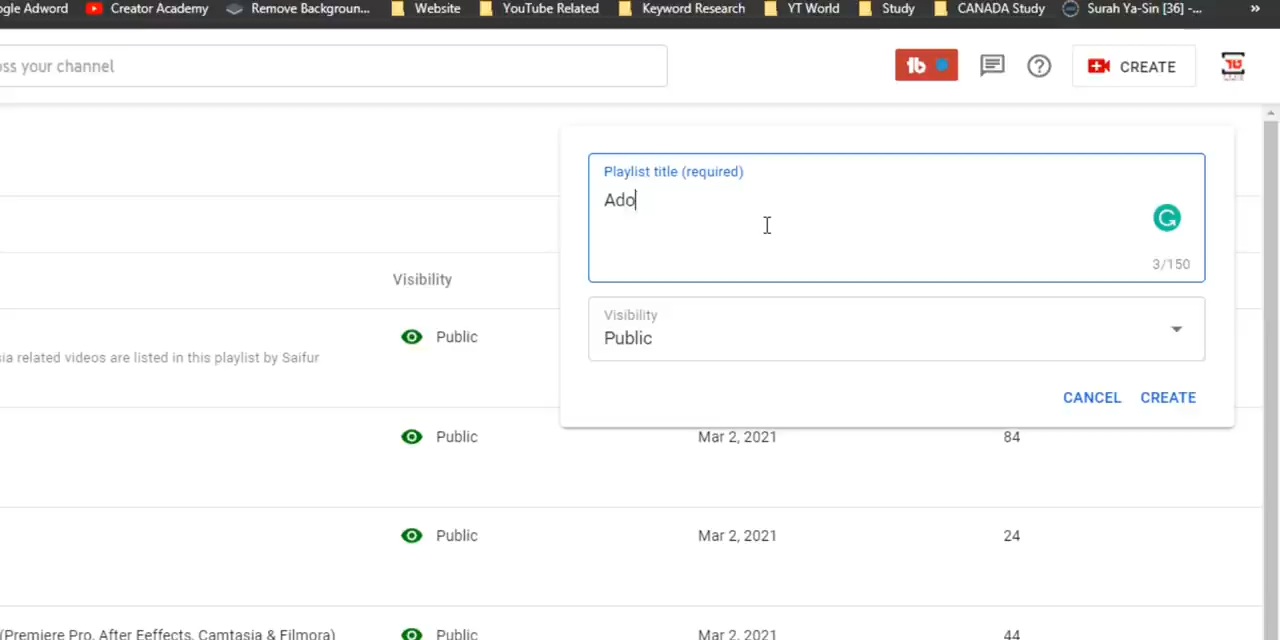 ogle Adword Creator Academy Remove Backgroun... Website YouTube Related Keyword Research YT World Study CANADA Study Surah Ya-Sin [36] -... »
oss your channel
CREATE
Playlist title (required)
Ado
3/150
Visibility
Visibility
Public
Public
ia related videos are listed in this playlist by Saifur
CANCEL CREATE
Public Mar 2, 2021 84
Public Mar 2, 2021 24
(Premiere Pro, After Eeffects, Camtasia & Filmora) Public Mar 2, 2021 44